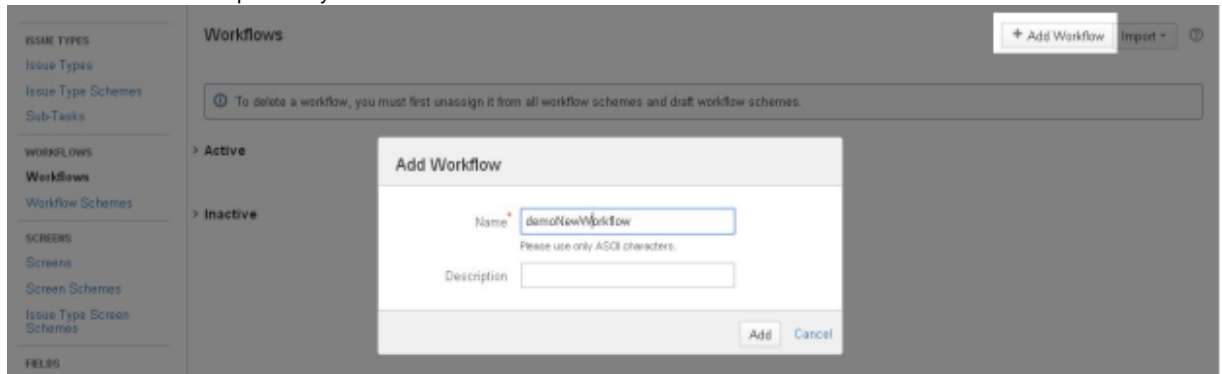 ISSUE TYPES
Issue Types
Issue Type Schemes
Sub-Tasks
WORKFLOWS
Workflows
Workflow Schemes
SCREENS
Screens
Screen Schemes
Issue Type Screen
Schemes
FIELDS
Workflows
+ Add Workflow Import
To delete a workflow, you must first unassign it from all workflow schemes and draft workflow schemes.
> Active
> Inactive
Add Workflow
Name* demoNewWorkflow
Please use only ASCII characters.
Description
Add Cancel